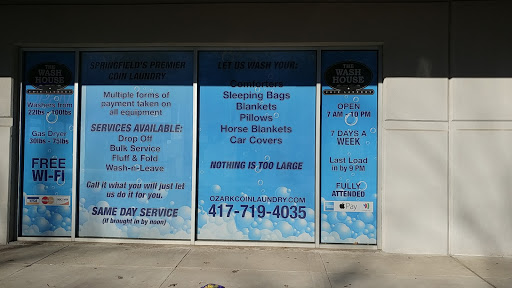 THE
WASH HOUSE
Washers from
22lbs - 100lbs
Gas Dryer
30lbs - 75lbs
FREE
WI-FI
SPRINGFIELD'S PREMIER
COIN LAUNDRY
Multiple forms of
payment taken on
all equipment
SERVICES AVAILABLE:
Drop Off
Bulk Service
Fluff & Fold
Wash-n-Leave
Call it what you will just let
us do it for you.
SAME DAY SERVICE
(if brought in by noon)
LET US WASH YOUR:
Comforters
Sleeping Bags
Blankets
Pillows
Horse Blankets
Car Covers
NOTHING IS TOO LARGE
OZARKCOINLAUNDRY.COM
417-719-4035
THE
WASH HOUSE
OPEN
7 AM - 10 PM
7 DAYS A
WEEK
Last Load
in by 9 PM
FULLY
ATTENDED
Pay